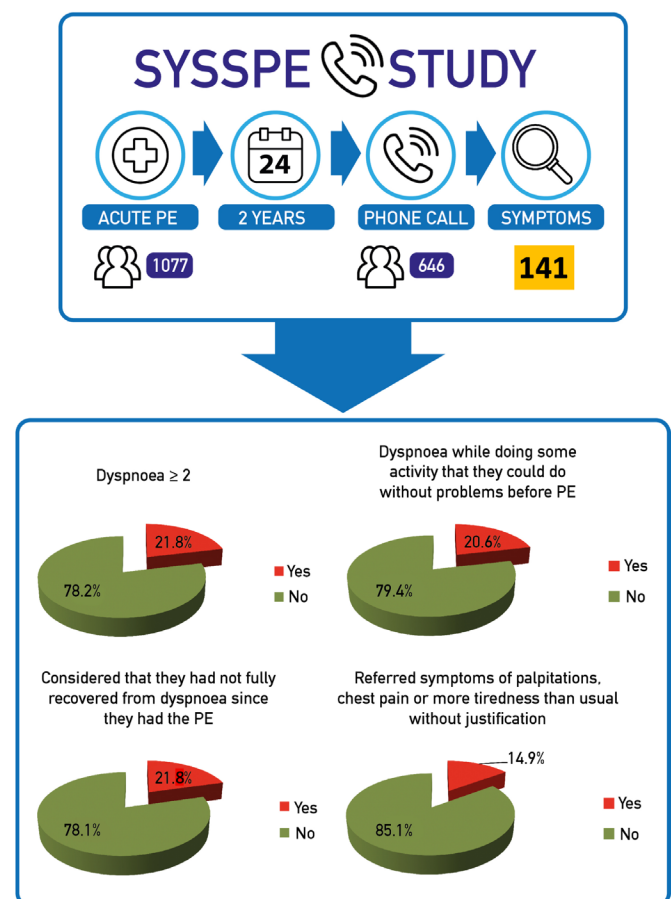 SYSSPE STUDY
24
ACUTE PE
2 YEARS
PHONE CALL
SYMPTOMS
1077
646
141
Dyspnoea ≥ 2
21.8%
78.2%
Yes
No
Dyspnoea while doing some
activity that they could do
without problems before PE
20.6%
79.4%
Yes
No
Considered that they had not fully
recovered from dyspnoea since
they had the PE
21.8%
78.1%
Yes
No
Referred symptoms of palpitations,
chest pain or more tiredness than usual
without justification
14.9%
85.1%
Yes
No